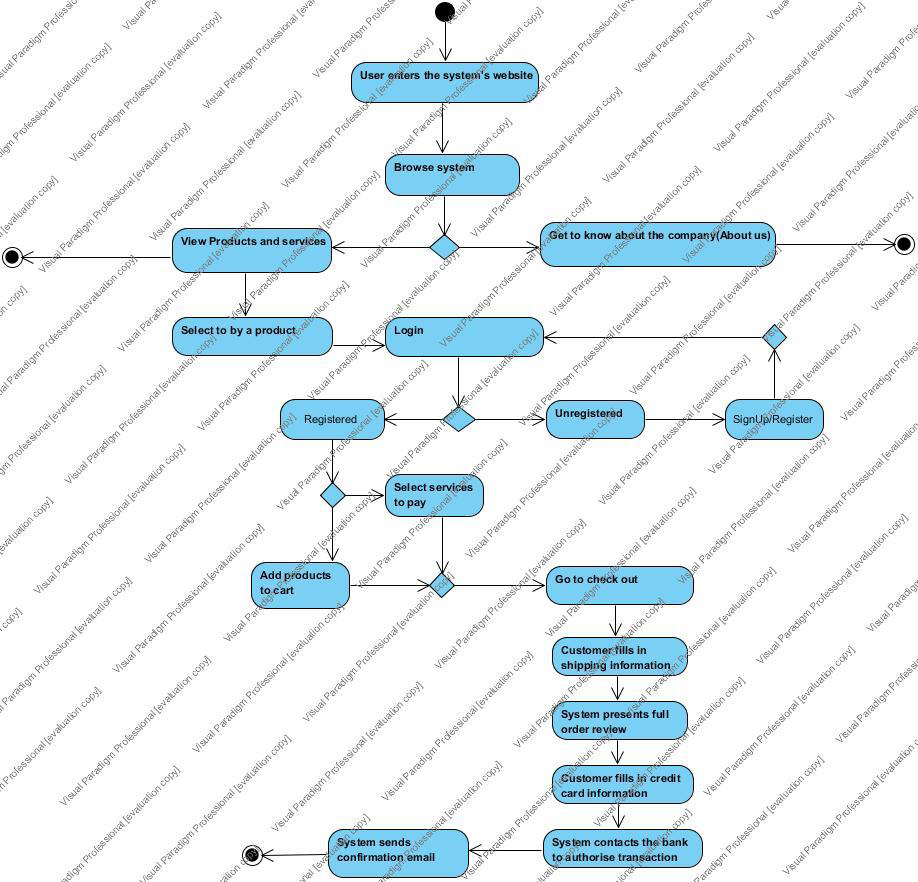 User enters the system's website
Browse system
View Products and services
Get to know about the company(About us)
Select to by a product
Login
Registered
Unregistered
SignUp/Register
Select services
to pay
Add products
to cart
Go to check out
Customer fills in
shipping information
System presents full
order review
Customer fills in credit
card information
System contacts the bank
to authorise transaction
System sends
confirmation email
Visual Paradigm Professional [evaluation copy]